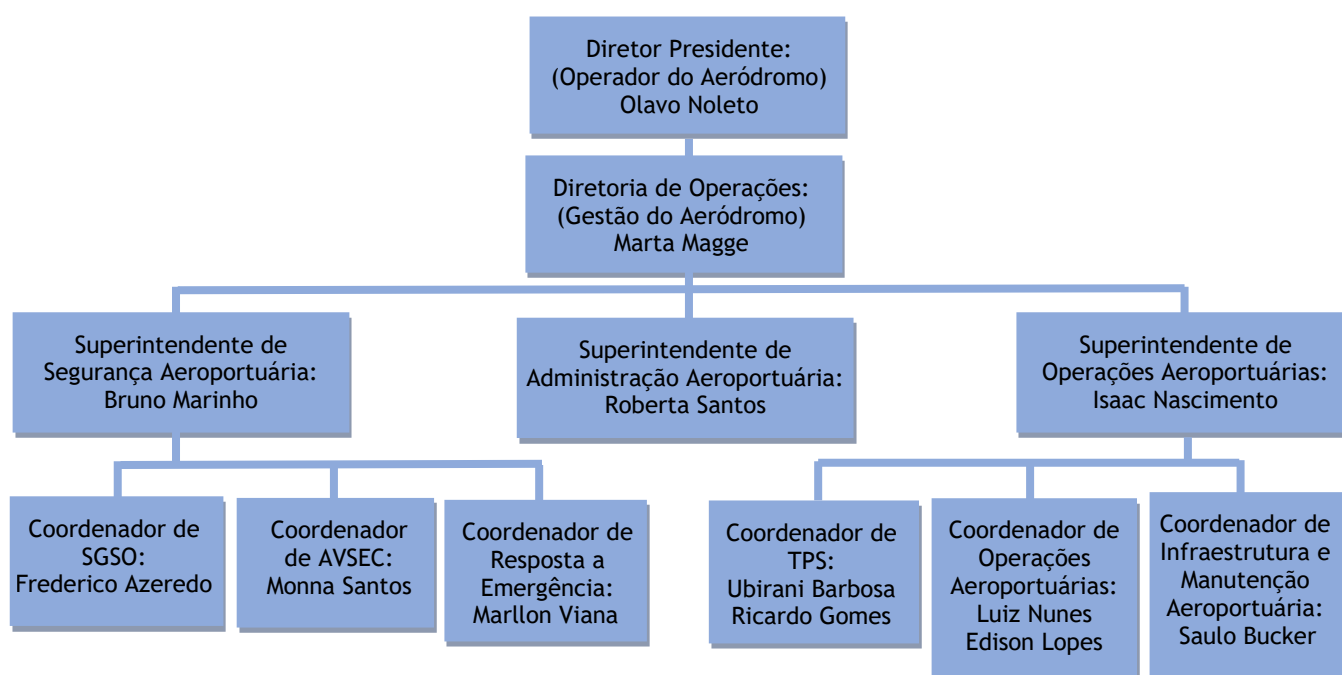 Diretor Presidente:
(Operador do Aeródromo)
Olavo Noleto
Diretoria de Operações:
(Gestão do Aeródromo)
Marta Magge
Superintendente de
Segurança Aeroportuária:
Bruno Marinho
Superintendente de
Administração Aeroportuária:
Roberta Santos
Superintendente de
Operações Aeroportuárias:
Isaac Nascimento
Coordenador de
SGSO:
Frederico Azeredo
Coordenador
de AVSEC:
Monna Santos
Coordenador de
Resposta a
Emergência:
Marllon Viana
Coordenador de
TPS:
Ubirani Barbosa
Ricardo Gomes
Coordenador de
Operações
Aeroportuárias:
Luiz Nunes
Edison Lopes
Coordenador de
Infraestrutura e
Manutenção
Aeroportuária:
Saulo Bucker